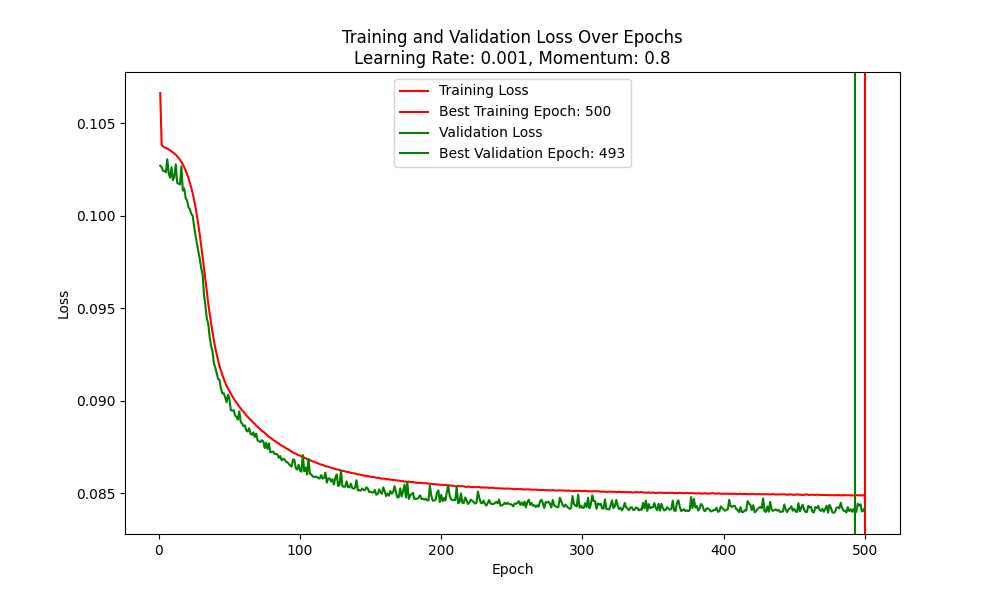 Training and Validation Loss Over Epochs
Learning Rate: 0.001, Momentum: 0.8
Training Loss
Best Training Epoch: 500
Validation Loss
Best Validation Epoch: 493
0.105
0.100
0.095
0.090
0.085
Loss
0 100 200 300 400 500
Epoch